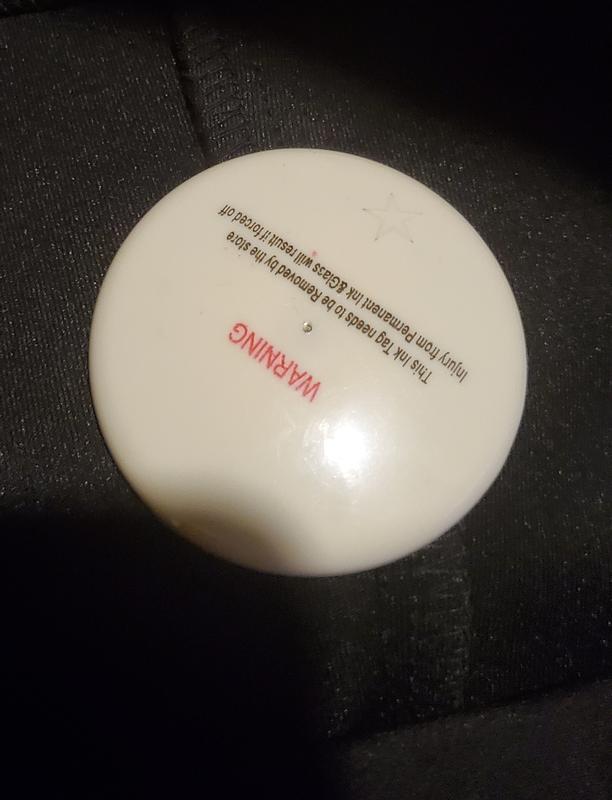 WARNING
This Ink Tag needs to be Removed by the store
Injury from Permanent Ink & Glass will result if forced off